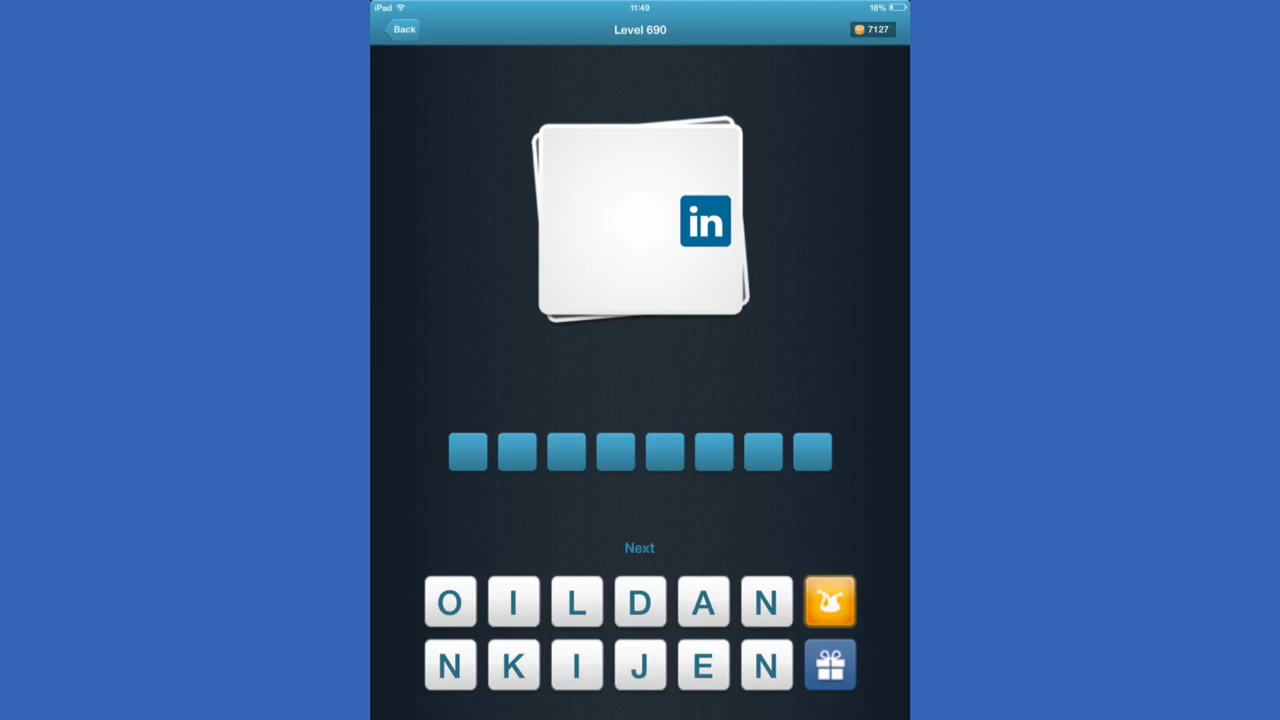 iPad 11:49 16%
Back Level 690 7127
in
Next
O I L D A N
N K I J E N